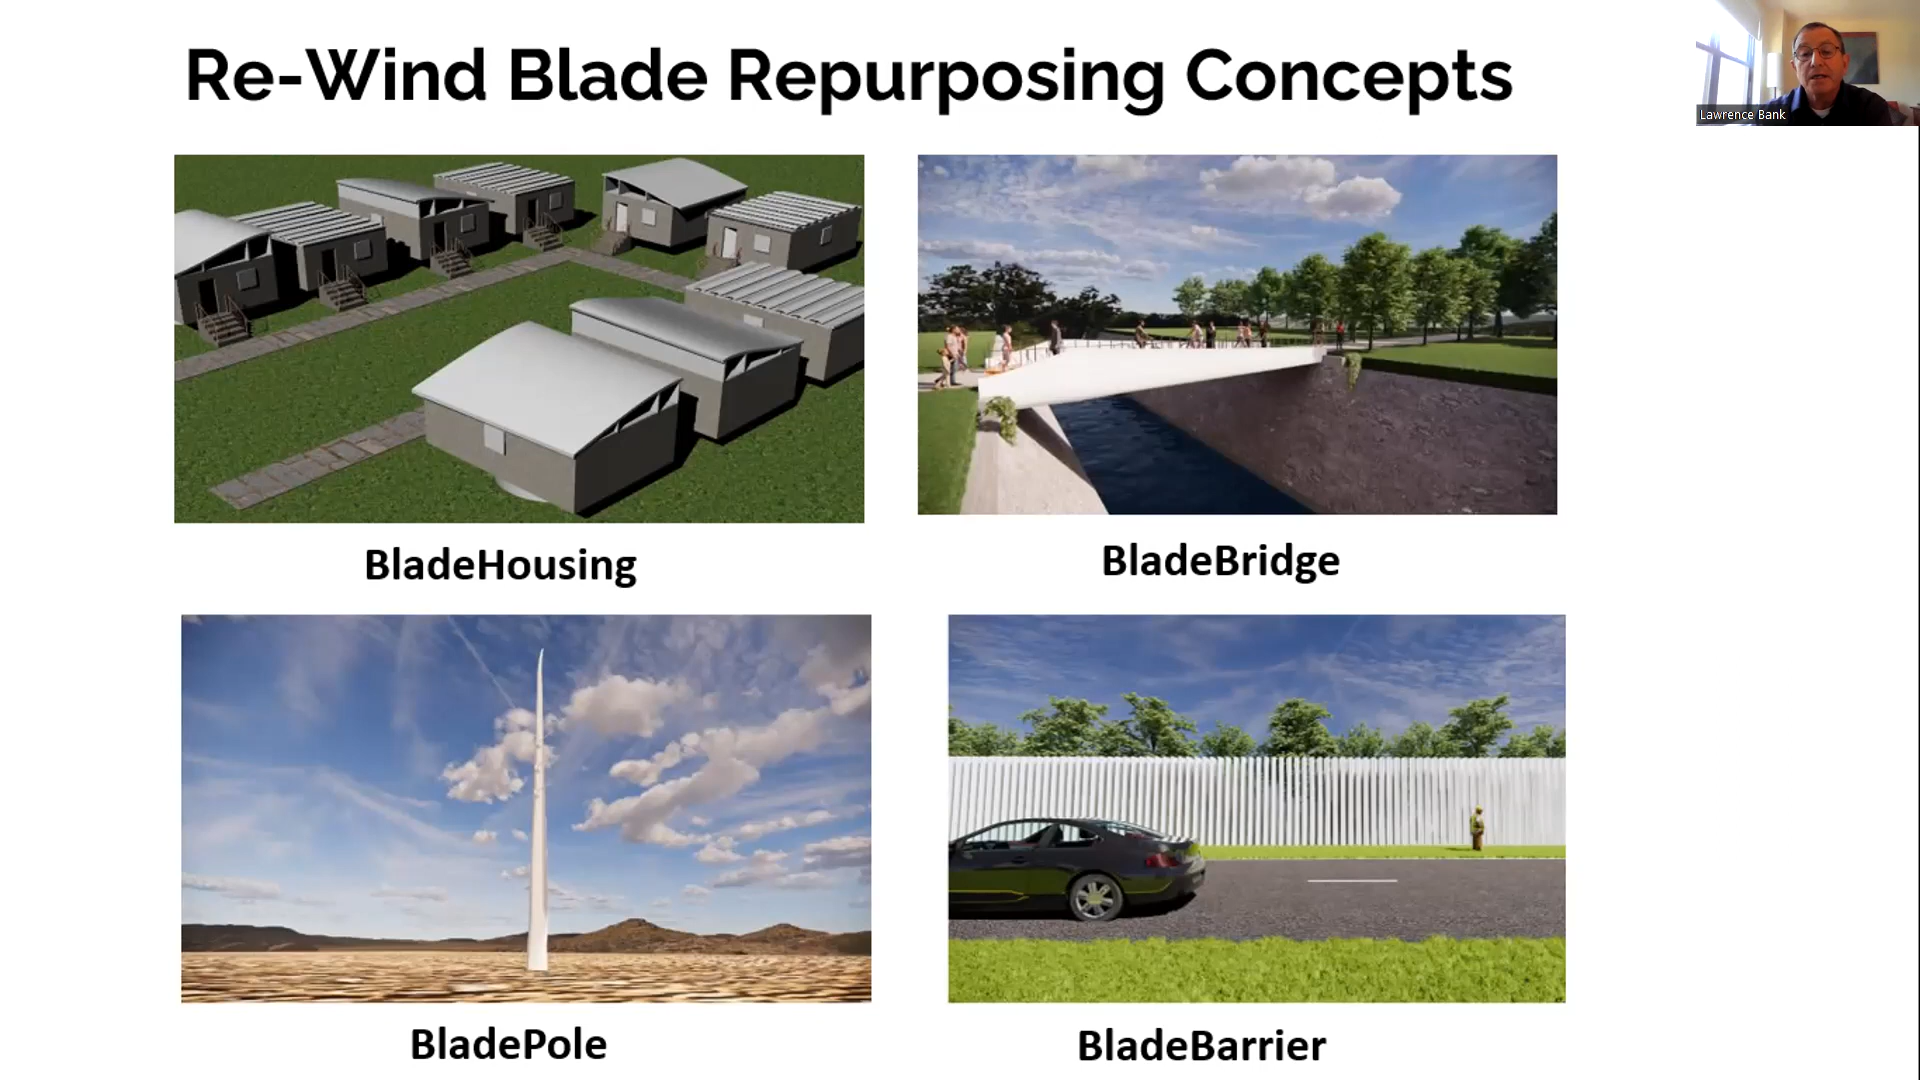 Re-Wind Blade Repurposing Concepts
Lawrence Bank
BladeHousing
BladeBridge
BladePole
BladeBarrier